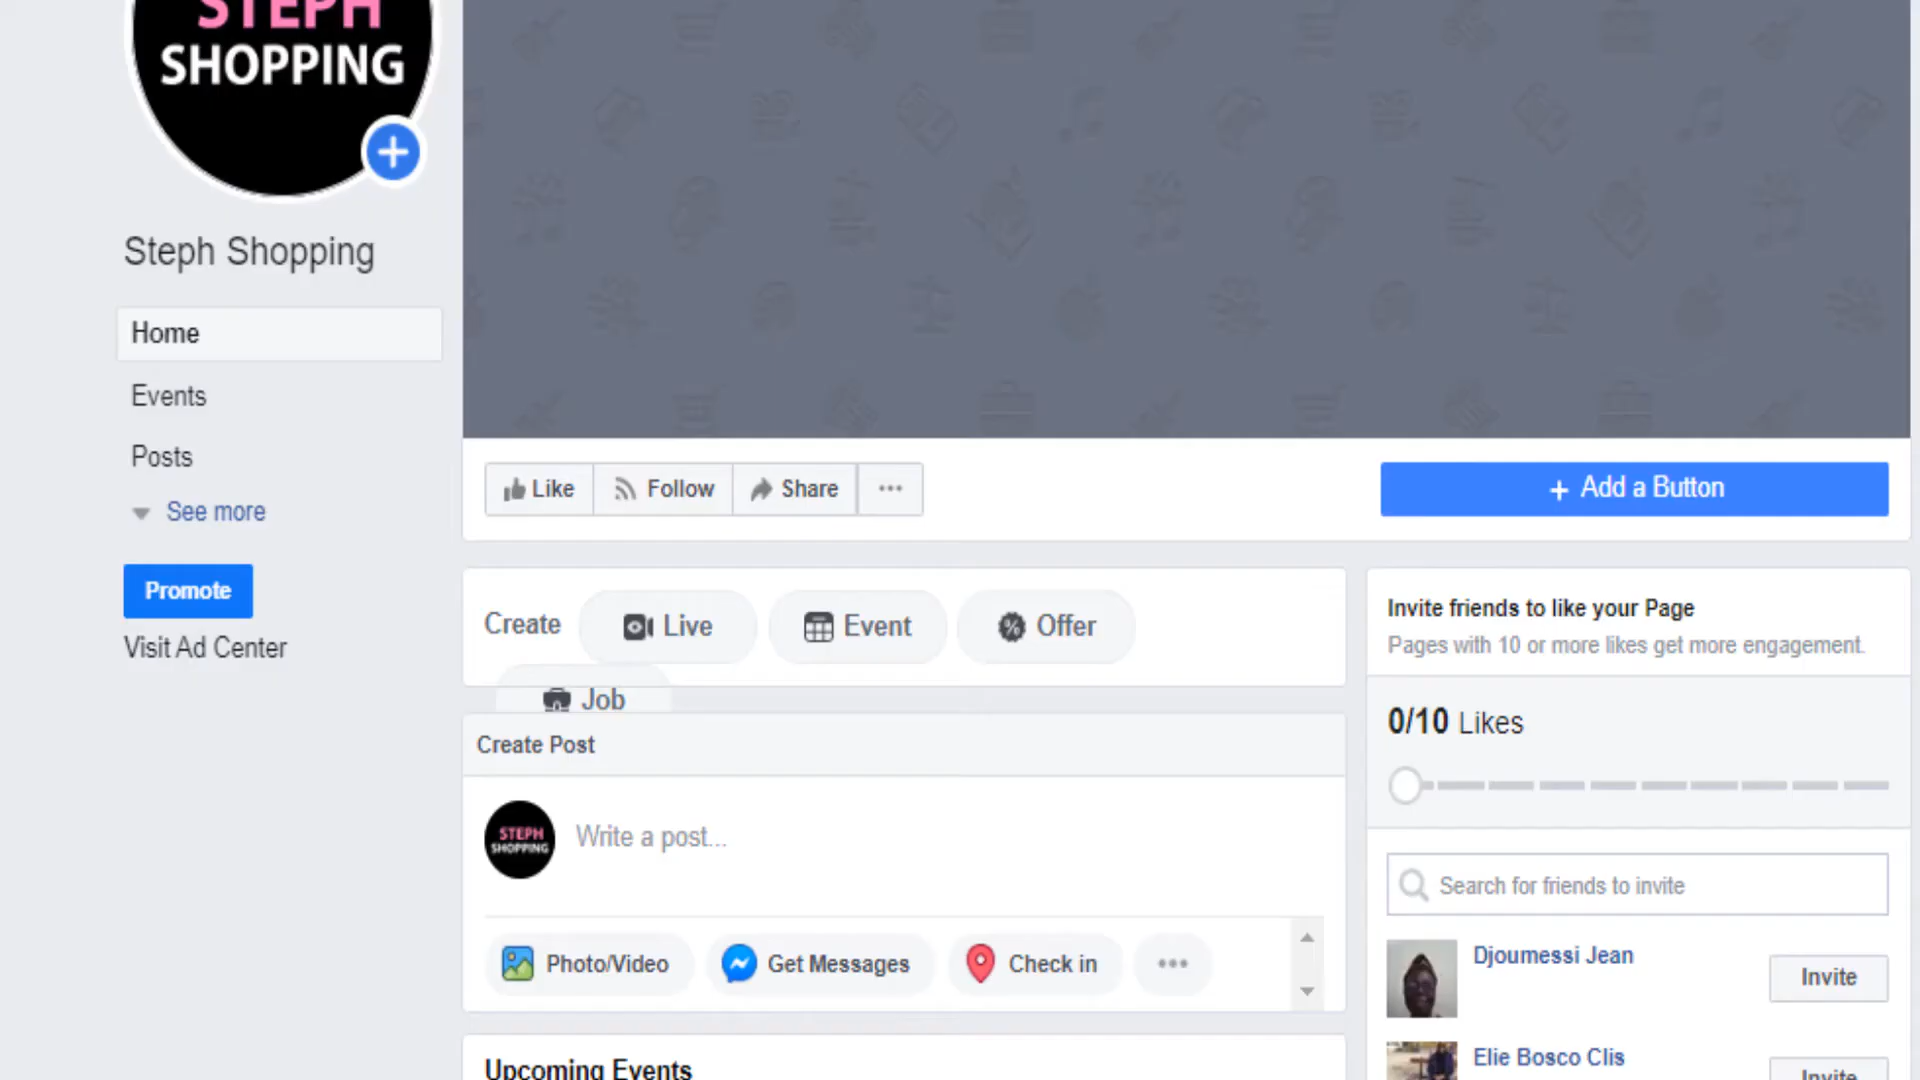 STEPH
SHOPPING
Steph Shopping
Home
Events
Posts
See more
Promote
Visit Ad Center
Like
Follow
Share
+ Add a Button
Create
Live
Event
Offer
Job
Create Post
STEPH
SHOPPING
Write a post...
Photo/Video
Get Messages
Check in
Upcoming Events
Invite friends to like your Page
Pages with 10 or more likes get more engagement.
0/10 Likes
Search for friends to invite
Djoumessi Jean
Invite
Elie Bosco Clis
Invite